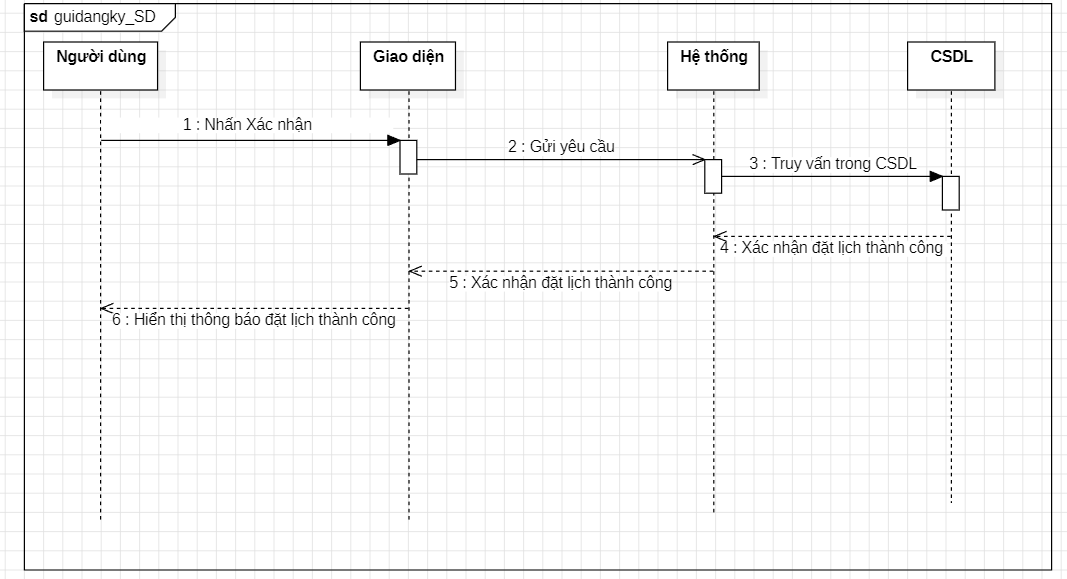 sd guidangky_SD
Người dùng
Giao diện
Hệ thống
CSDL
1 : Nhấn Xác nhận
2 : Gửi yêu cầu
3 : Truy vấn trong CSDL
4 : Xác nhận đặt lịch thành công
5 : Xác nhận đặt lịch thành công
6 : Hiển thị thông báo đặt lịch thành công